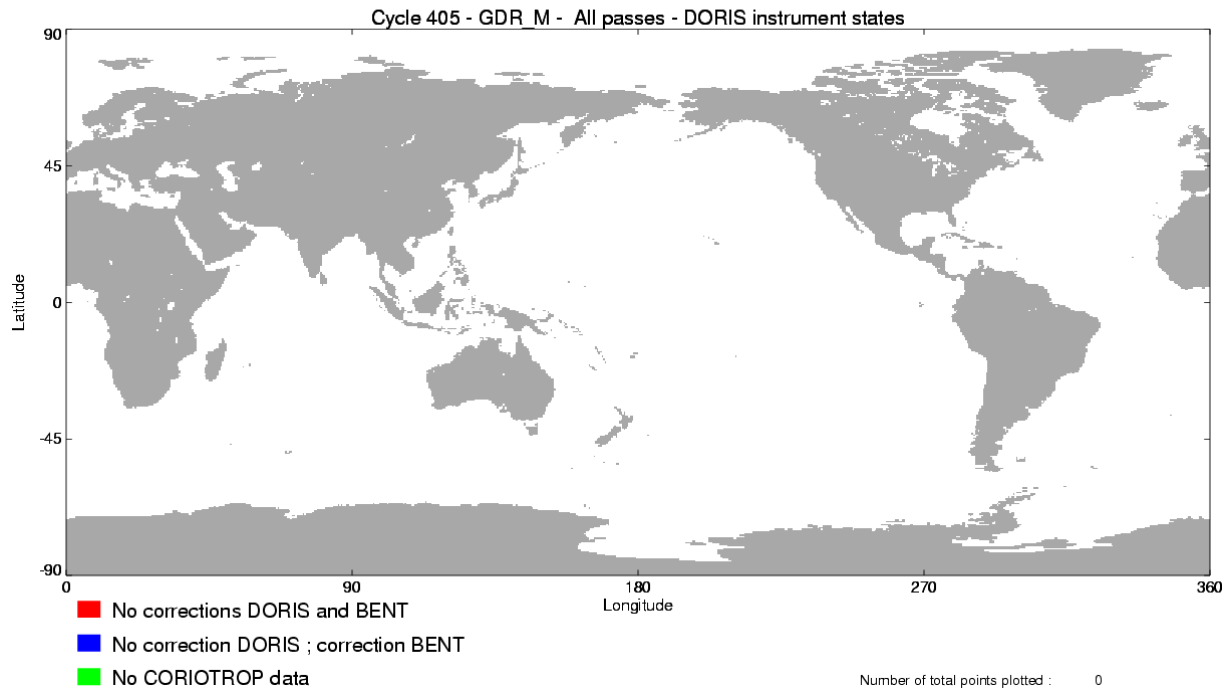 Cycle 405 - GDR_M - All passes - DORIS instrument states
90
45
0
-45
-90
Latitude
0 90 180 270 360
Longitude
No corrections DORIS and BENT
No correction DORIS ; correction BENT
No CORIOTROP data
Number of total points plotted : 0